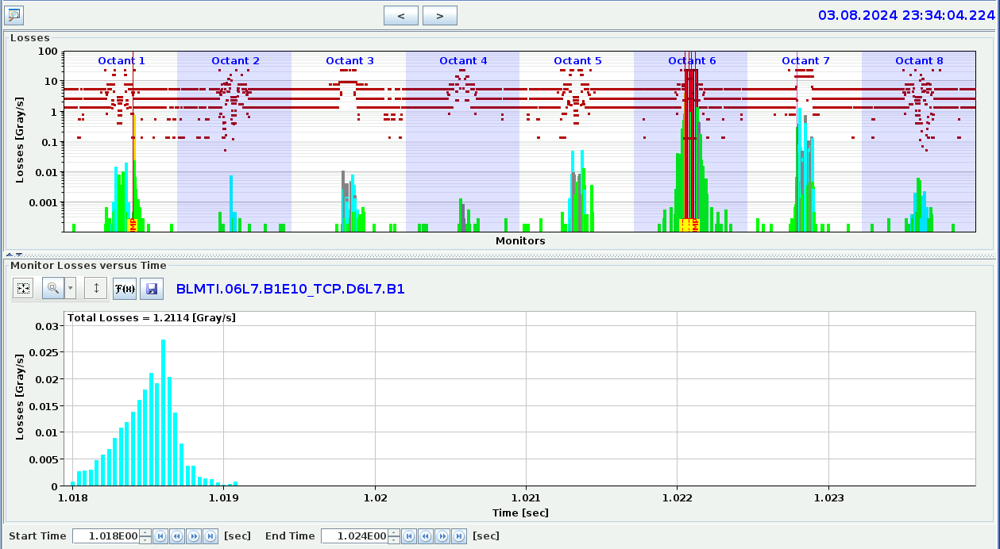 < >
03.08.2024 23:34:04.224
Losses
Octant 1 Octant 2 Octant 3 Octant 4 Octant 5 Octant 6 Octant 7 Octant 8
Losses [Gray/s]
100
10
1
0.1
0.01
0.001
Monitors
Monitor Losses versus Time
F(x)
BLMTI.06L7.B1E10_TCP.D6L7.B1
Total Losses = 1.2114 [Gray/s]
Losses [Gray/s]
0.03
0.025
0.02
0.015
0.01
0.005
0
1.018 1.019 1.02 1.021 1.022 1.023
Time [sec]
Start Time 1.018E00 [sec] End Time 1.024E00 [sec]